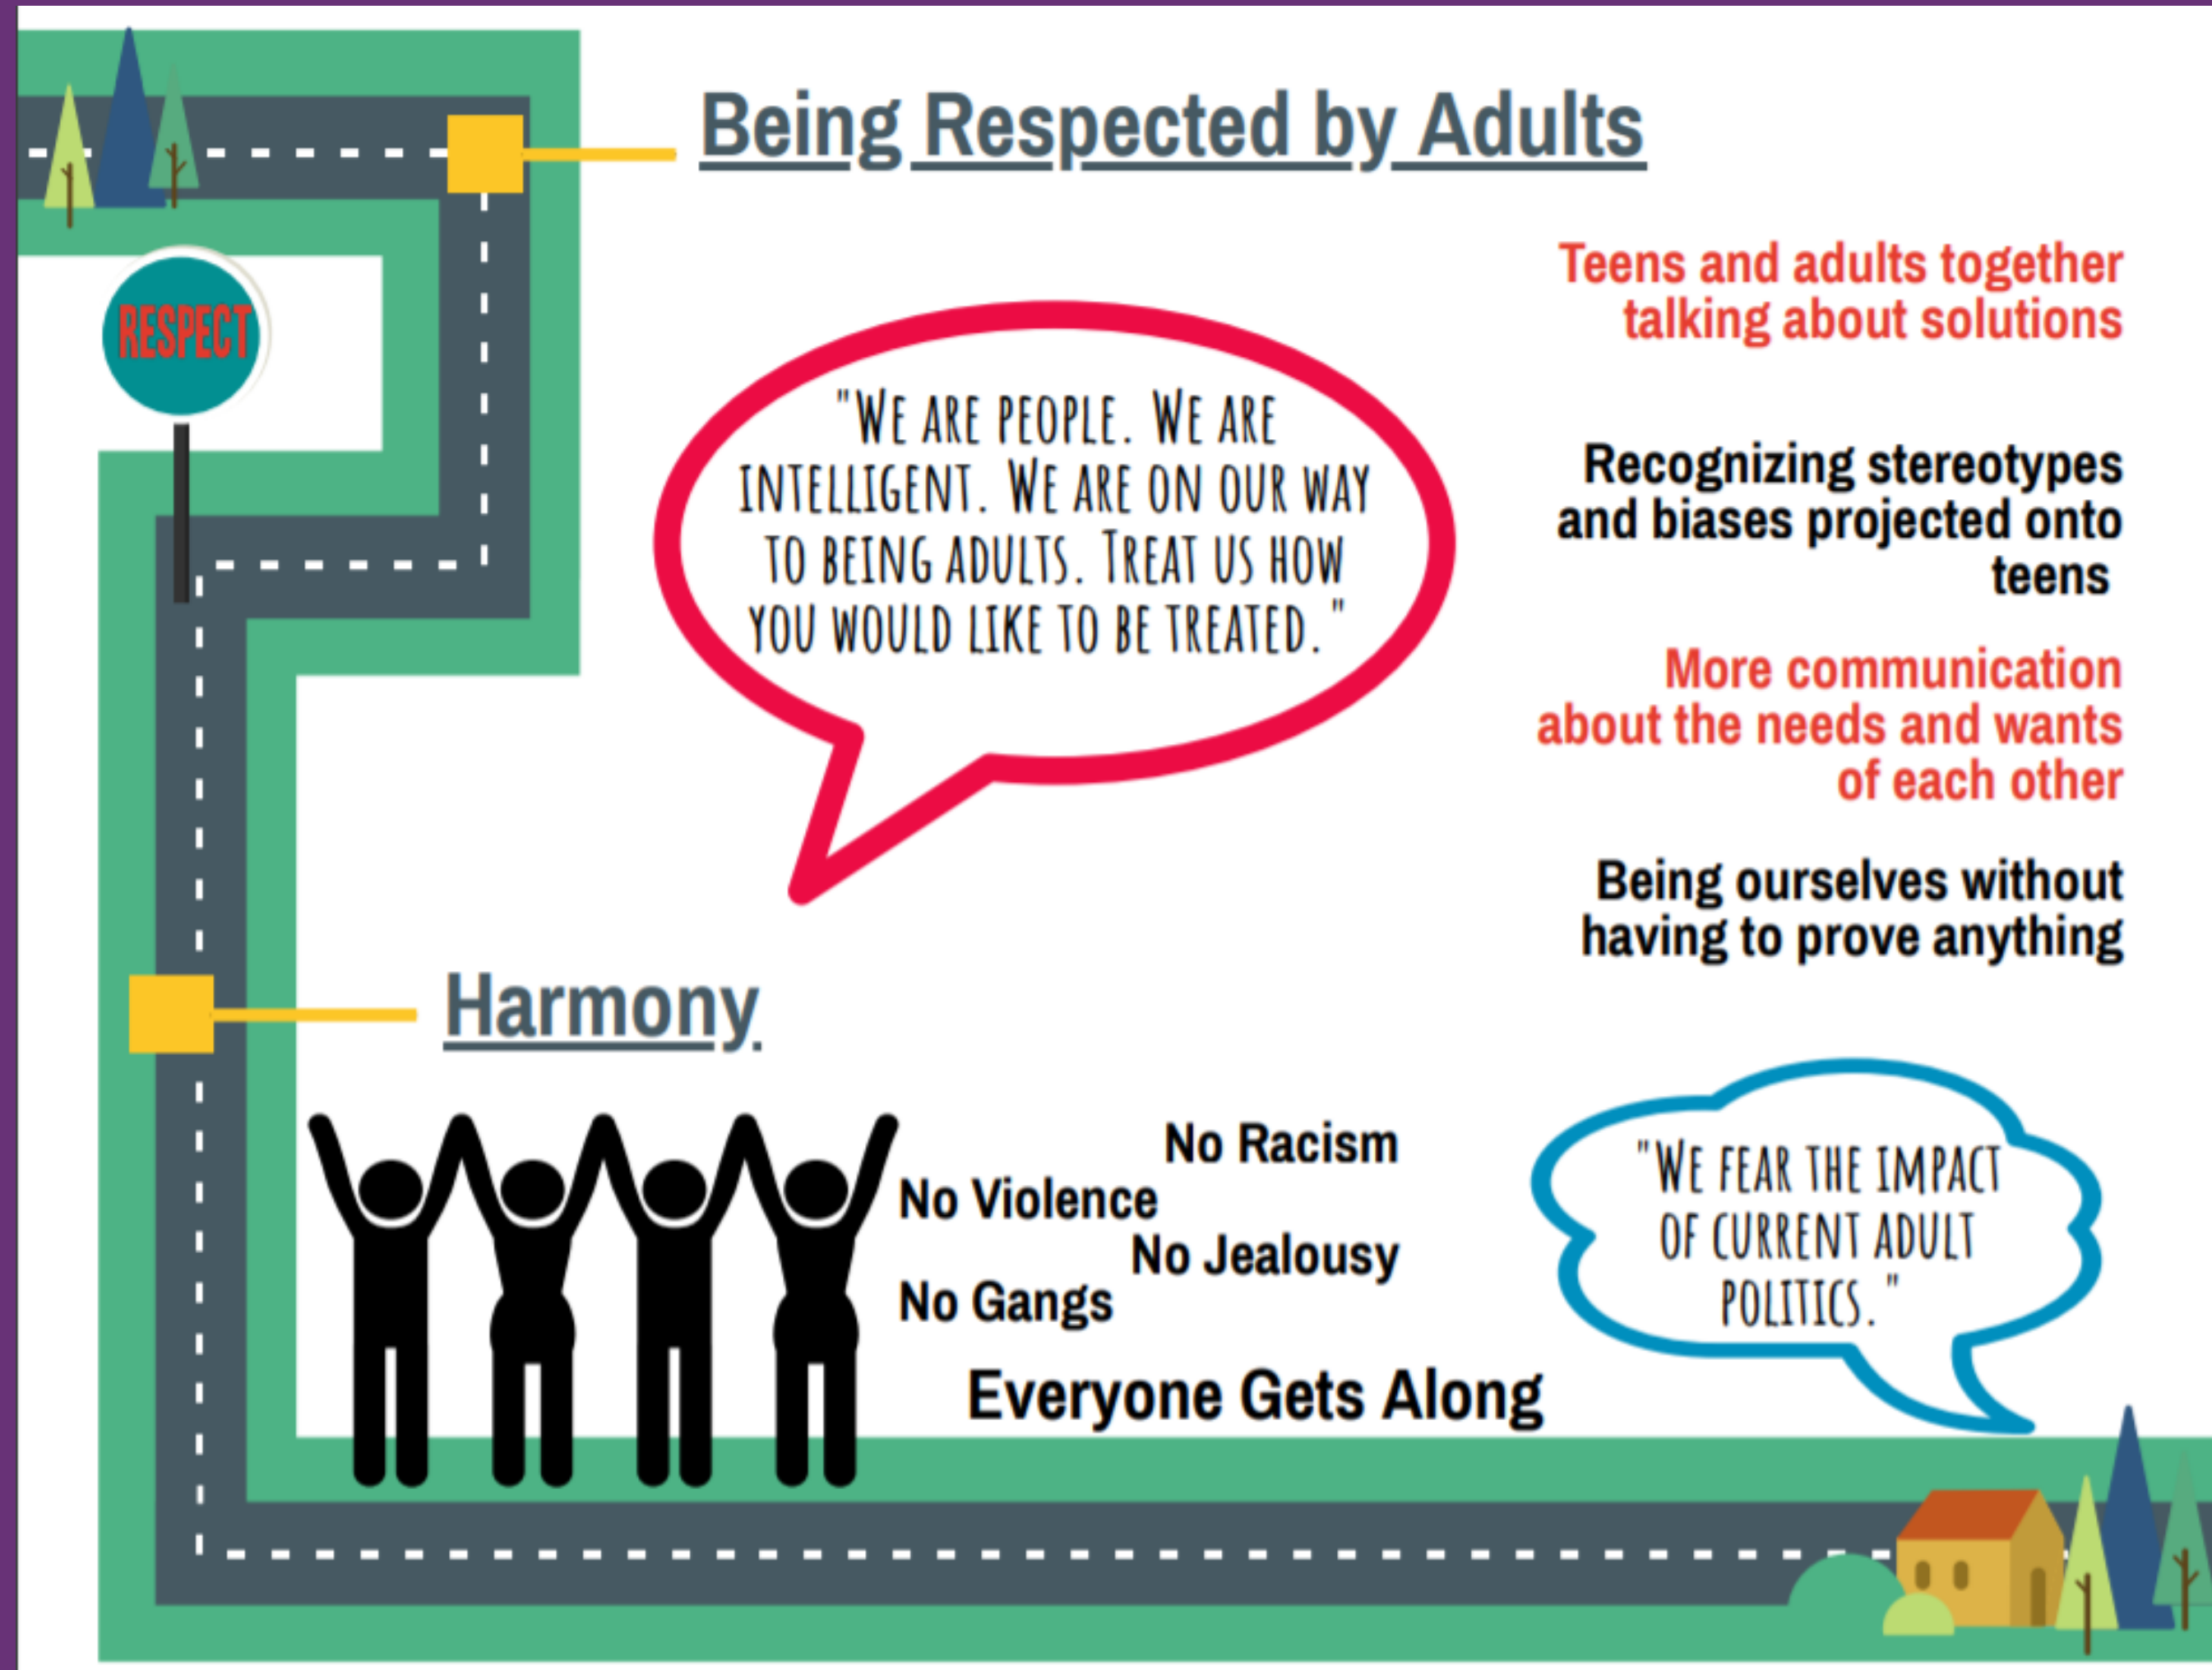 Being Respected by Adults
RESPECT
"We are people. We are
intelligent. We are on our way
to being adults. Treat us how
you would like to be treated."
Teens and adults together
talking about solutions
Recognizing stereotypes
and biases projected onto
teens
More communication
about the needs and wants
of each other
Being ourselves without
having to prove anything
Harmony
No Racism
No Violence
No Jealousy
No Gangs
Everyone Gets Along
"We fear the impact
of current adult
politics."